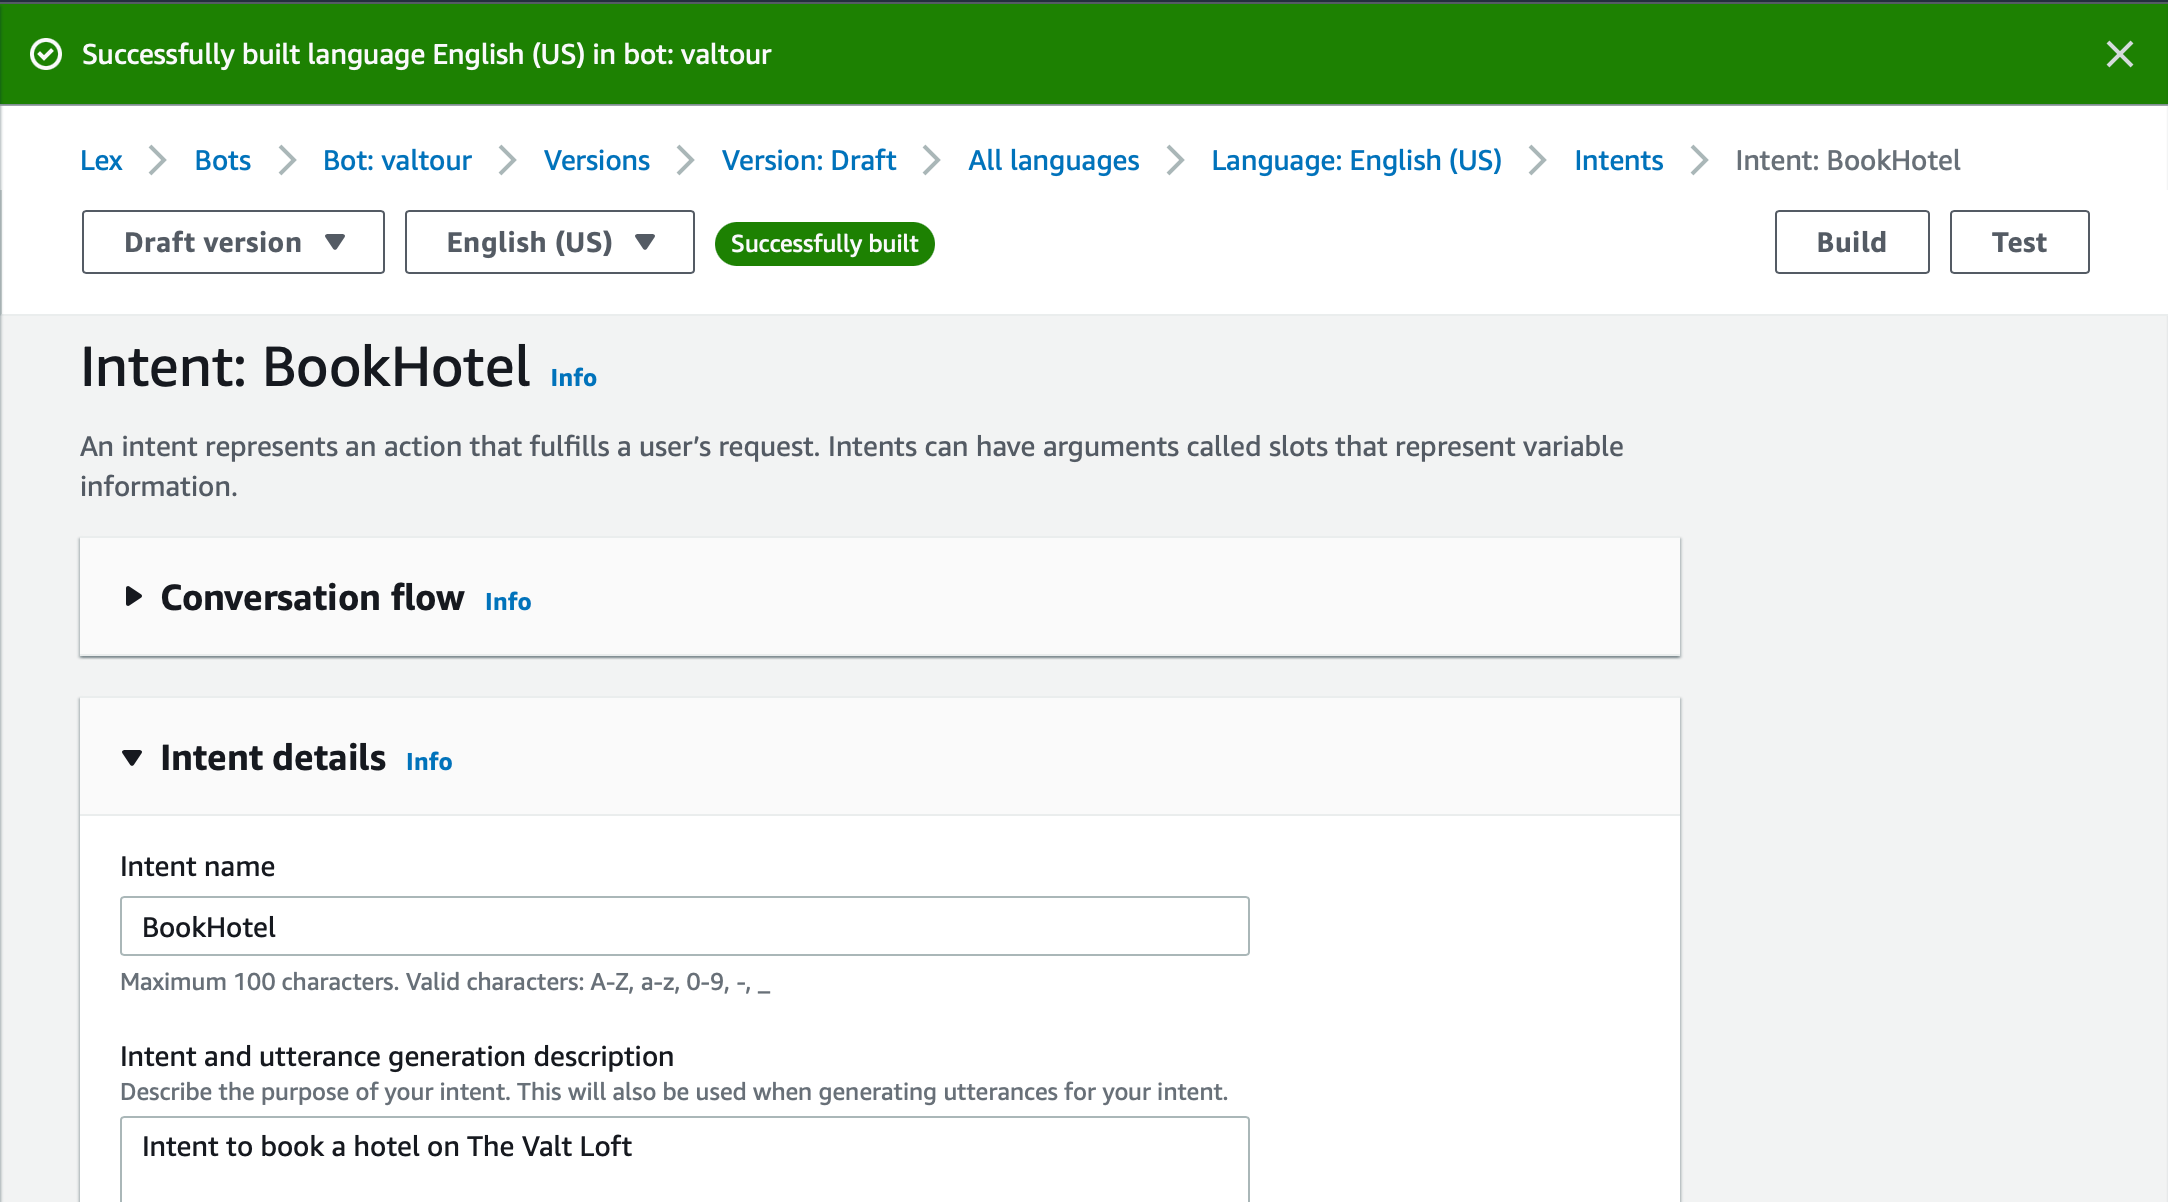 Successfully built language English (US) in bot: valtour
Lex Bots Bot: valtour Versions Version: Draft All languages Language: English (US) Intents Intent: BookHotel
Draft version English (US) Successfully built Build Test
Intent: BookHotel Info
An intent represents an action that fulfills a user’s request. Intents can have arguments called slots that represent variable
information.
Conversation flow Info
Intent details Info
Intent name
BookHotel
Maximum 100 characters. Valid characters: A-Z, a-z, 0-9, -, _
Intent and utterance generation description
Describe the purpose of your intent. This will also be used when generating utterances for your intent.
Intent to book a hotel on The Valt Loft